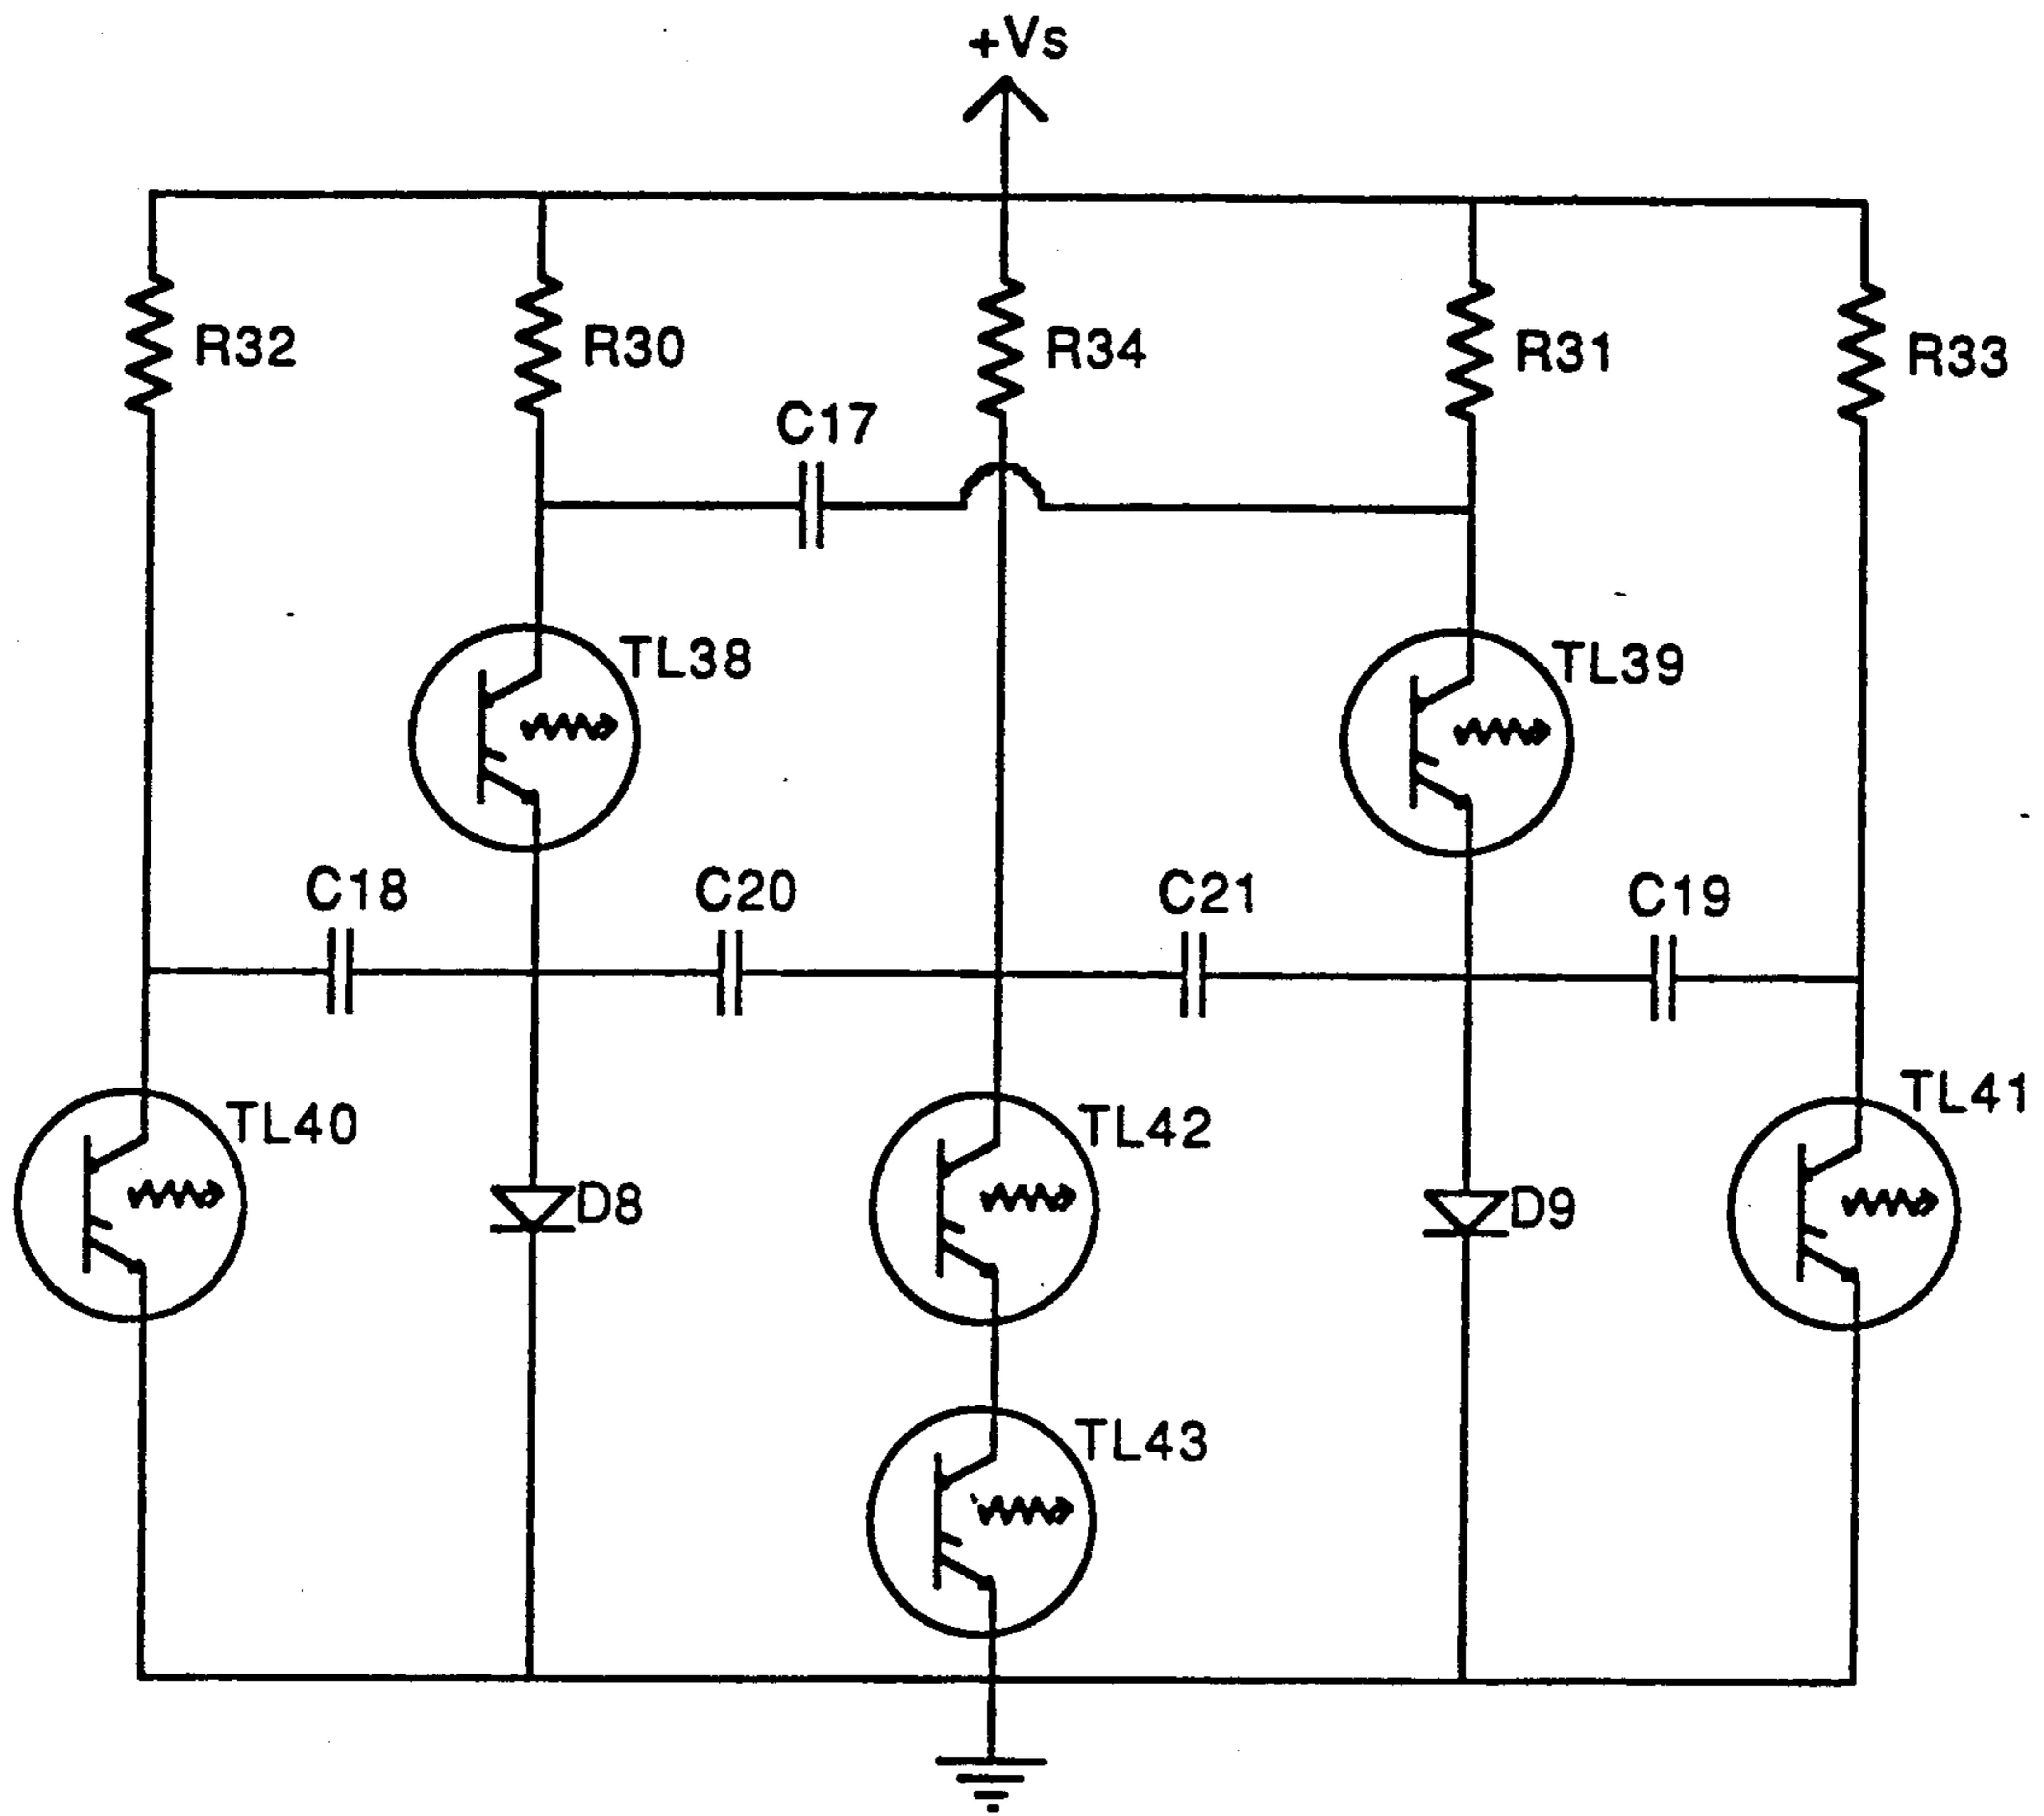 +Vs
R32
R30
R34
R31
R33
C17
TL38
TL39
C18
C20
C21
C19
TL40
TL42
TL41
D8
D9
TL43